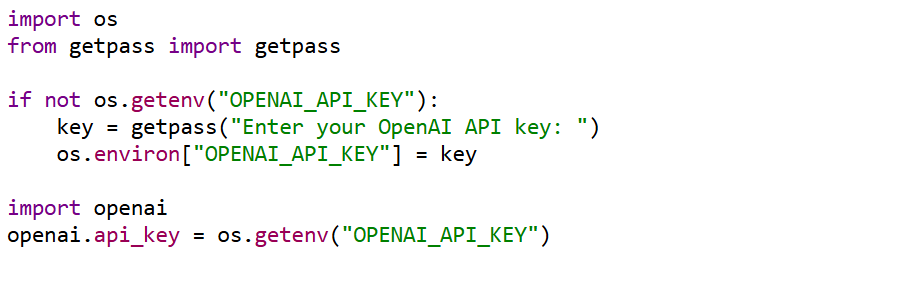 import os
from getpass import getpass

if not os.getenv("OPENAI_API_KEY"):
    key = getpass("Enter your OpenAI API key: ")
    os.environ["OPENAI_API_KEY"] = key

import openai
openai.api_key = os.getenv("OPENAI_API_KEY")